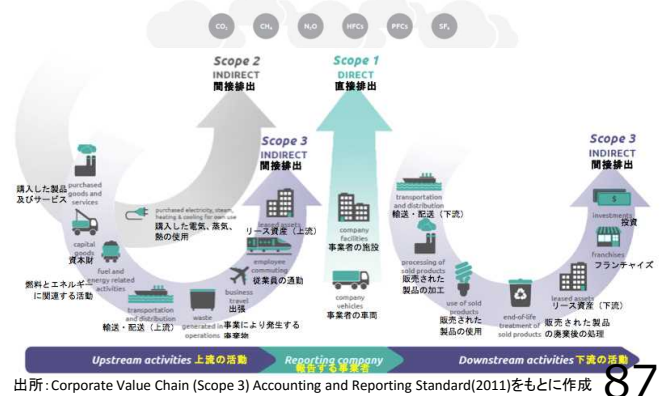 CO₂ CH₄ N₂O HFCs PFCs SF₆
Scope 2
INDIRECT
間接排出
Scope 1
DIRECT
直接排出
Scope 3
INDIRECT
間接排出
Scope 3
INDIRECT
間接排出
purchased
goods and
services
購入した製品
及びサービス
capital
goods
資本財
fuel and
energy related
activities
燃料とエネルギー
に関連する活動
purchased electricity, steam,
heating & cooling for own use
購入した電気、蒸気、
熱の使用
transportation
and distribution
輸送・配送（上流）
waste
generated in
operations
事業により発生する
廃棄物
business
travel
出張
employee
commuting
従業員の通勤
leased assets
リース資産（上流）
company
facilities
事業者の施設
company
vehicles
事業者の車両
transportation
and distribution
輸送・配送（下流）
processing of
sold products
販売された
製品の加工
use of sold
products
販売された
製品の使用
end-of-life
treatment of
sold products
販売された製品
の廃棄後の処理
leased assets
リース資産（下流）
franchises
フランチャイズ
investments
投資
$
Upstream activities 上流の活動
Reporting company
報告する事業者
Downstream activities 下流の活動
出所：Corporate Value Chain (Scope 3) Accounting and Reporting Standard(2011)をもとに作成
87